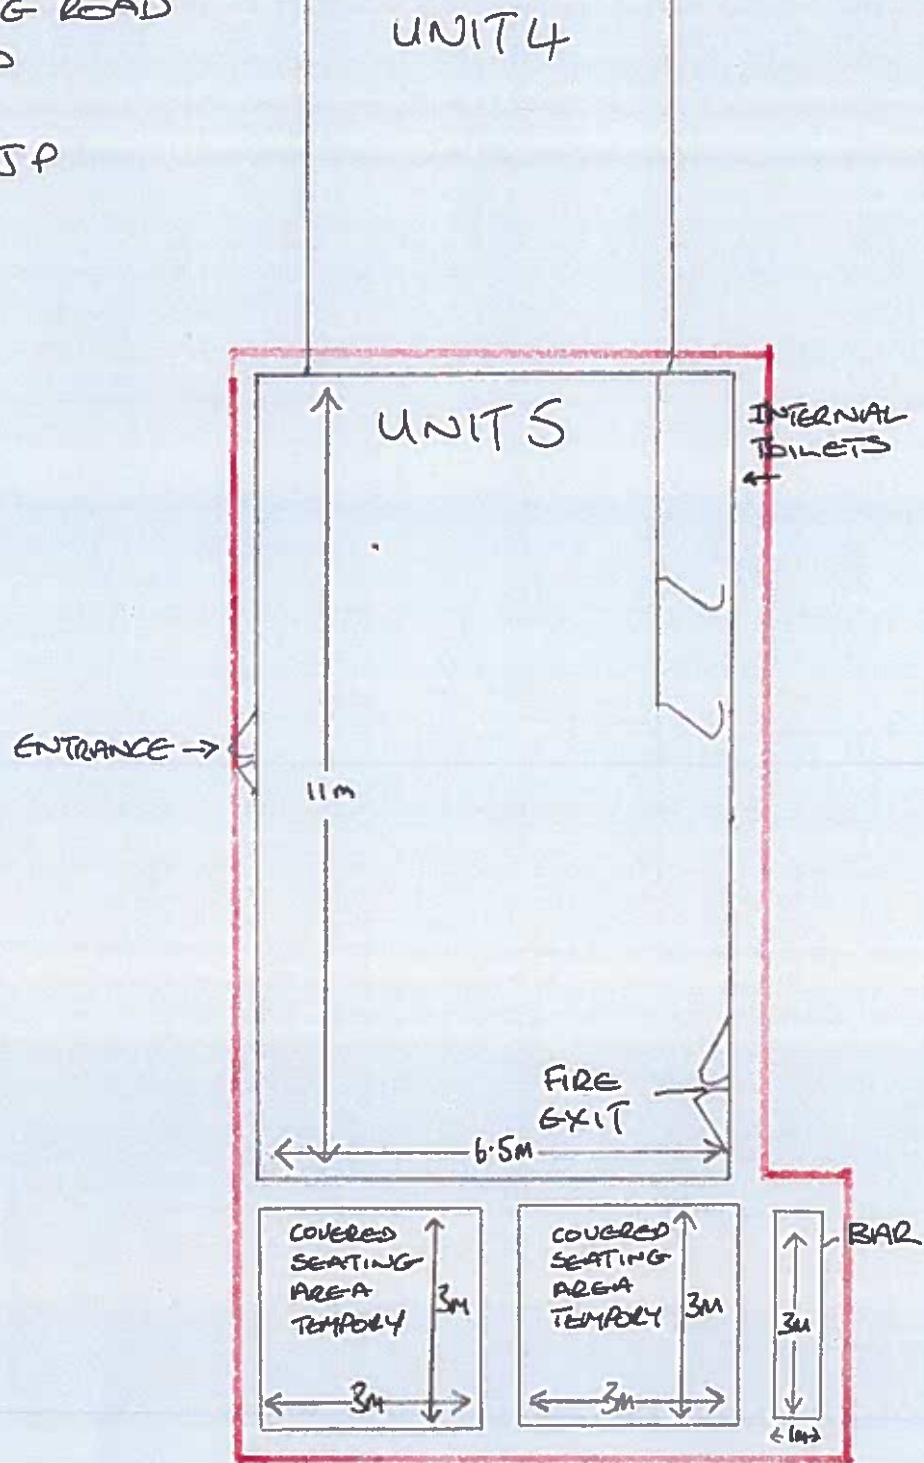 G ROAD
JP
UNIT 4
UNIT 5
INTERNAL
TOILETS
ENTRANCE →
11m
FIRE
EXIT
6.5M
COVERED
SEATING
AREA
TEMPORY
3M
3M
COVERED
SEATING
AREA
TEMPORY
3M
3M
BAR
3M
1m